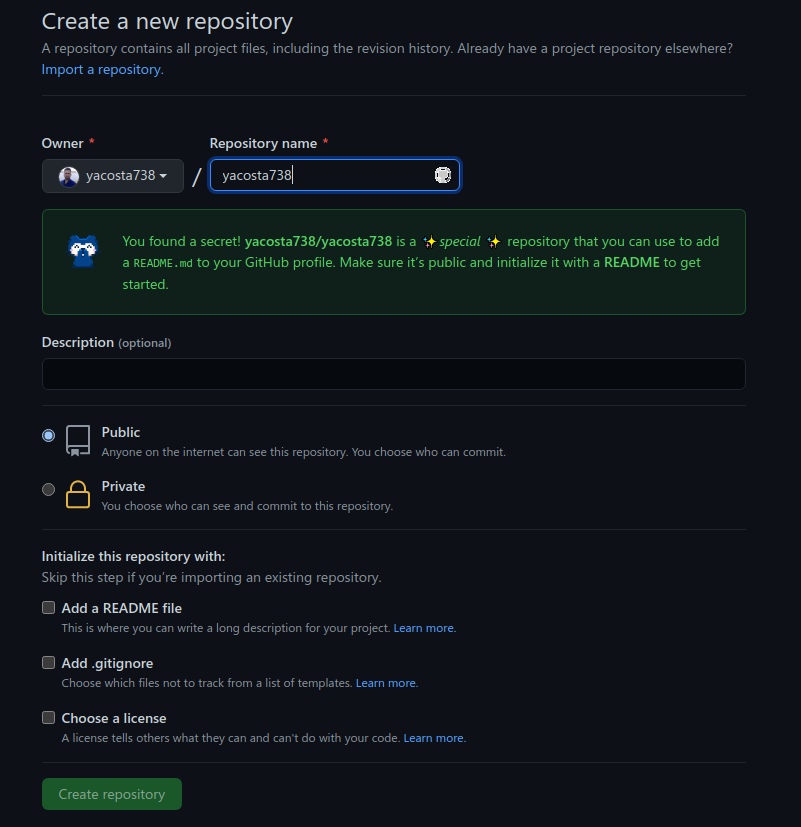 Create a new repository
A repository contains all project files, including the revision history. Already have a project repository elsewhere?
Import a repository.
Owner * Repository name *
yacosta738 / yacosta738
You found a secret! yacosta738/yacosta738 is a ✨special ✨ repository that you can use to add
a README.md to your GitHub profile. Make sure it’s public and initialize it with a README to get
started.
Description (optional)
Public
Anyone on the internet can see this repository. You choose who can commit.
Private
You choose who can see and commit to this repository.
Initialize this repository with:
Skip this step if you’re importing an existing repository.
Add a README file
This is where you can write a long description for your project. Learn more.
Add .gitignore
Choose which files not to track from a list of templates. Learn more.
Choose a license
A license tells others what they can and can't do with your code. Learn more.
Create repository